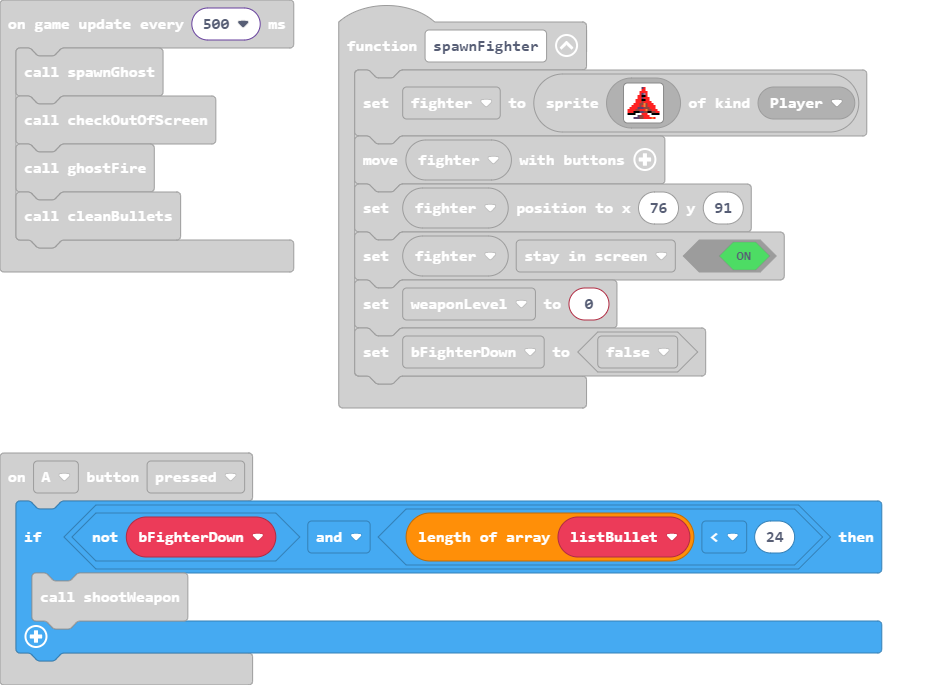 on game update every 500 ms
call spawnGhost
call checkOutOfScreen
call ghostFire
call cleanBullets
function spawnFighter
set fighter to sprite of kind Player
move fighter with buttons
set fighter position to x 76 y 91
set fighter stay in screen ON
set weaponLevel to 0
set bFighterDown to false
on A button pressed
if not bFighterDown and length of array listBullet < 24 then
call shootWeapon